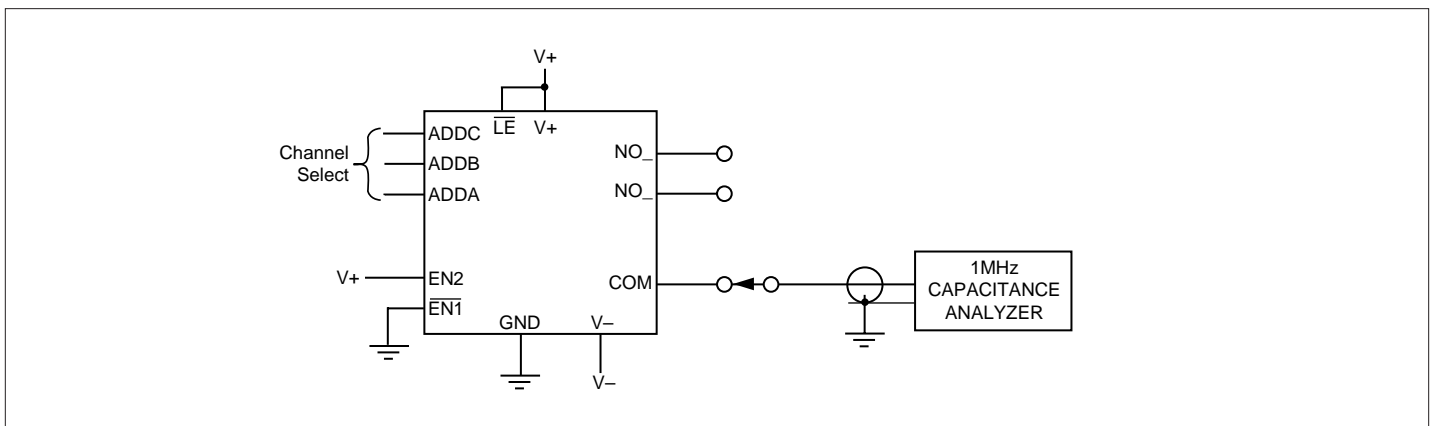 V+
LE V+
ADDC
ADDB
ADDA
Channel
Select
NO_
NO_
V+ EN2
EN1
COM
GND V–
V–
1MHz
CAPACITANCE
ANALYZER